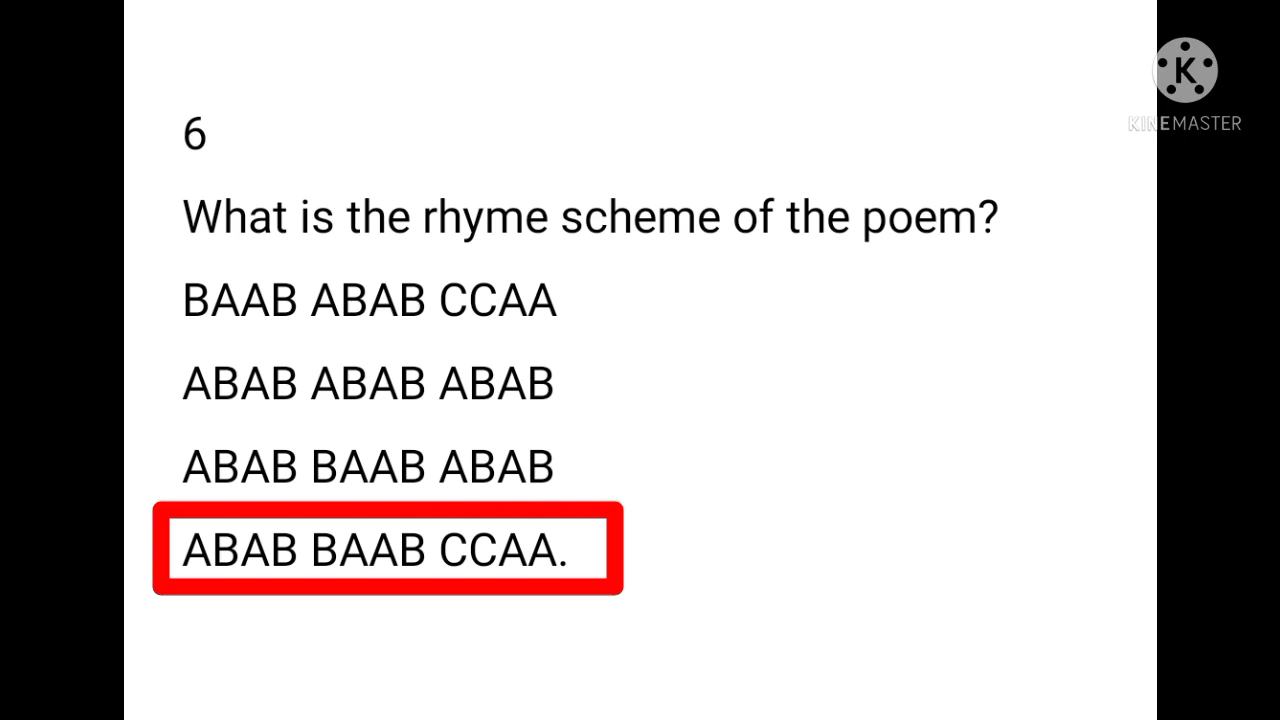 K
KINEMASTER
6
What is the rhyme scheme of the poem?
BAAB ABAB CCAA
ABAB ABAB ABAB
ABAB BAAB ABAB
ABAB BAAB CCAA.